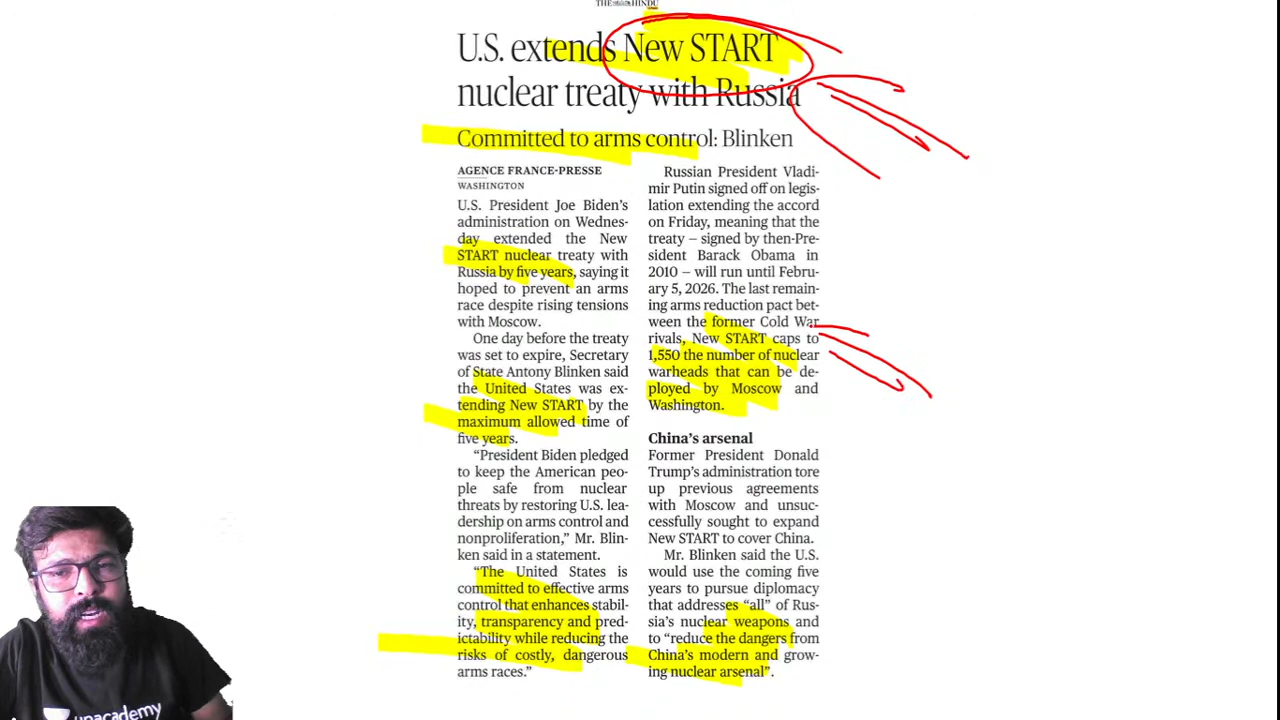 THE HINDU
U.S. extends New START
nuclear treaty with Russia
Committed to arms control: Blinken
AGENCE FRANCE-PRESSE
WASHINGTON
U.S. President Joe Biden's
administration on Wednes-
day extended the New
START nuclear treaty with
Russia by five years, saying it
hoped to prevent an arms
race despite rising tensions
with Moscow.
One day before the treaty
was set to expire, Secretary
of State Antony Blinken said
the United States was ex-
tending New START by the
maximum allowed time of
five years.
“President Biden pledged
to keep the American peo-
ple safe from nuclear
threats by restoring U.S. lea-
dership on arms control and
nonproliferation,” Mr. Blin-
ken said in a statement.
“The United States is
committed to effective arms
control that enhances stabil-
ity, transparency and pred-
ictability while reducing the
risks of costly, dangerous
arms races.”
Russian President Vladi-
mir Putin signed off on legis-
lation extending the accord
on Friday, meaning that the
treaty – signed by then-Pre-
sident Barack Obama in
2010 – will run until Febru-
ary 5, 2026. The last remain-
ing arms reduction pact bet-
ween the former Cold War
rivals, New START caps to
1,550 the number of nuclear
warheads that can be de-
ployed by Moscow and
Washington.
China's arsenal
Former President Donald
Trump's administration tore
up previous agreements
with Moscow and unsuc-
cessfully sought to expand
New START to cover China.
Mr. Blinken said the U.S.
would use the coming five
years to pursue diplomacy
that addresses “all” of Rus-
sia's nuclear weapons and
to “reduce the dangers from
China's modern and grow-
ing nuclear arsenal”.
unacademy